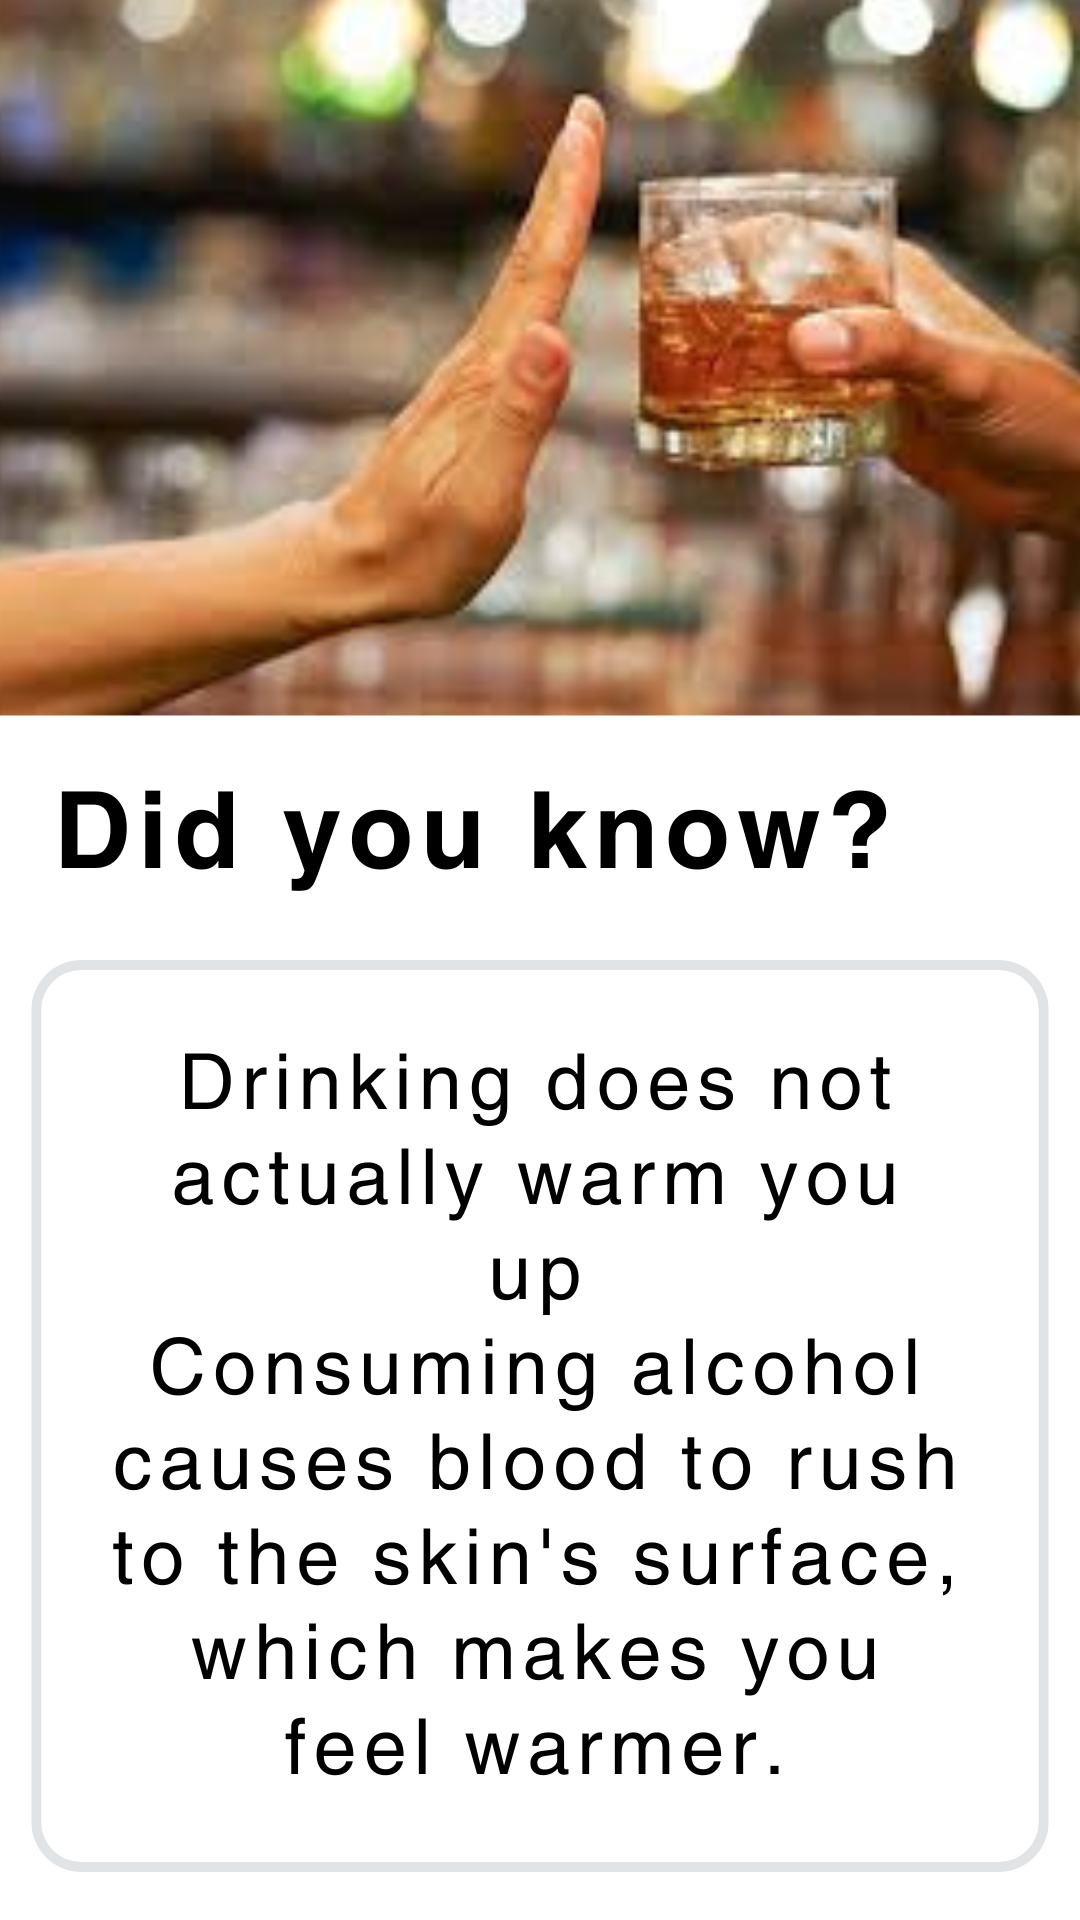 Did you know?
Drinking does not
actually warm you
up
Consuming alcohol
causes blood to rush
to the skin's surface,
which makes you
feel warmer.